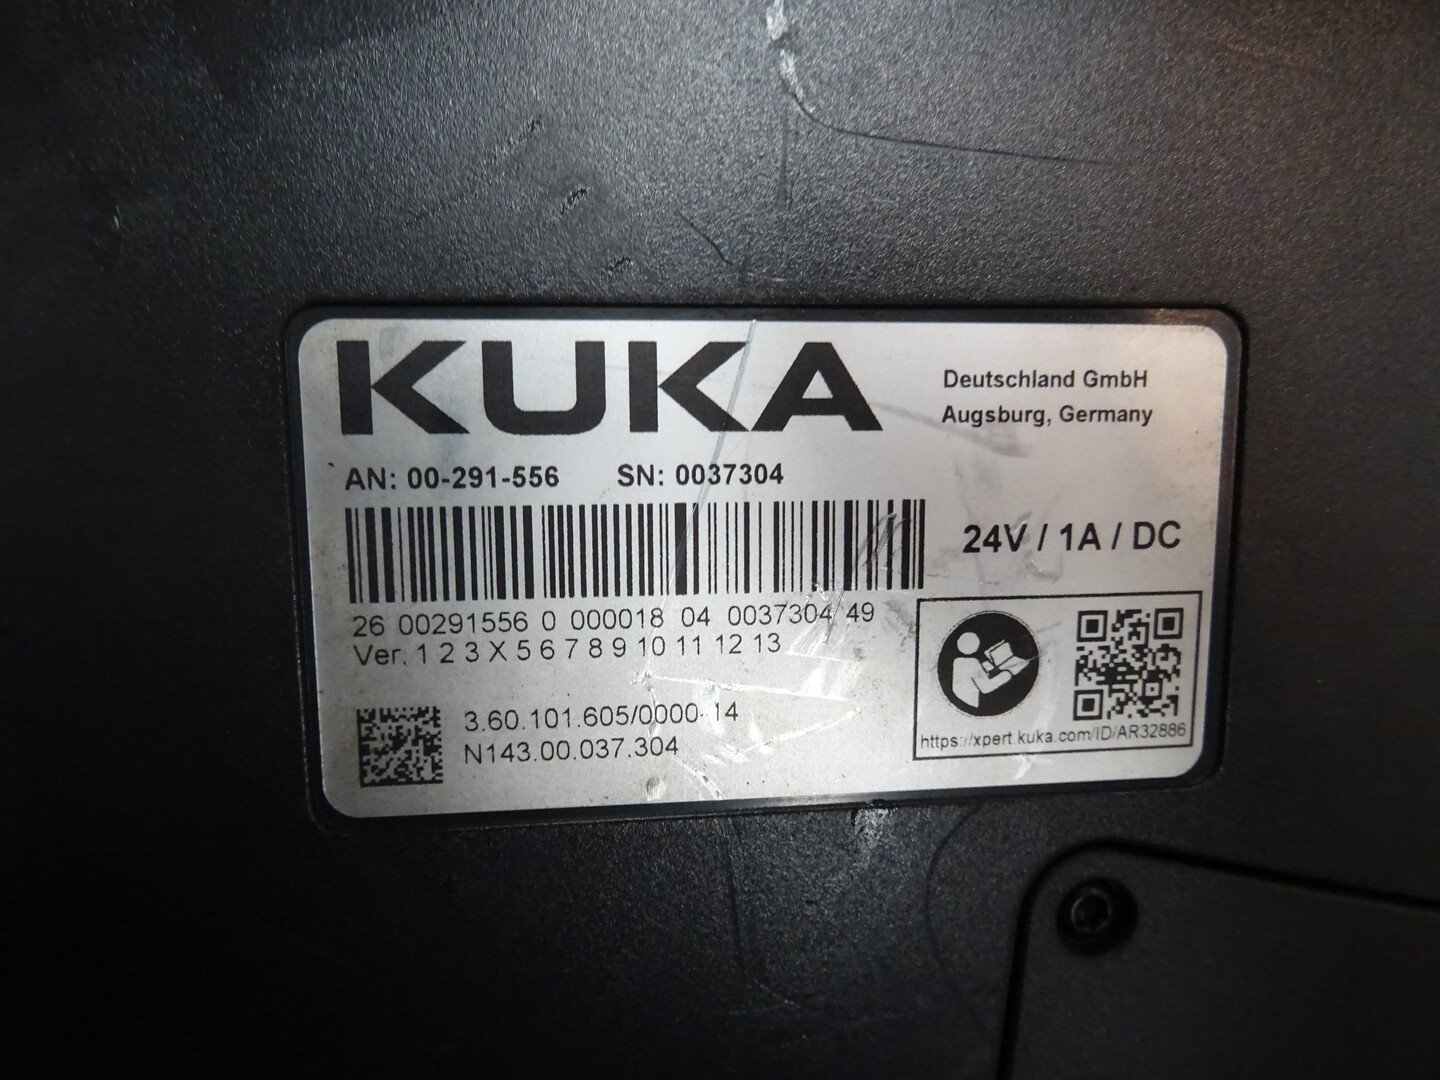 KUKA
Deutschland GmbH
Augsburg, Germany
AN: 00-291-556 SN: 0037304
24V / 1A / DC
26 00291556 0 000018 04 0037304 49
Ver. 1 2 3 X 5 6 7 8 9 10 11 12 13
3.60.101.605/0000-14
N143.00.037.304
https://xpert.kuka.com/ID/AR32886